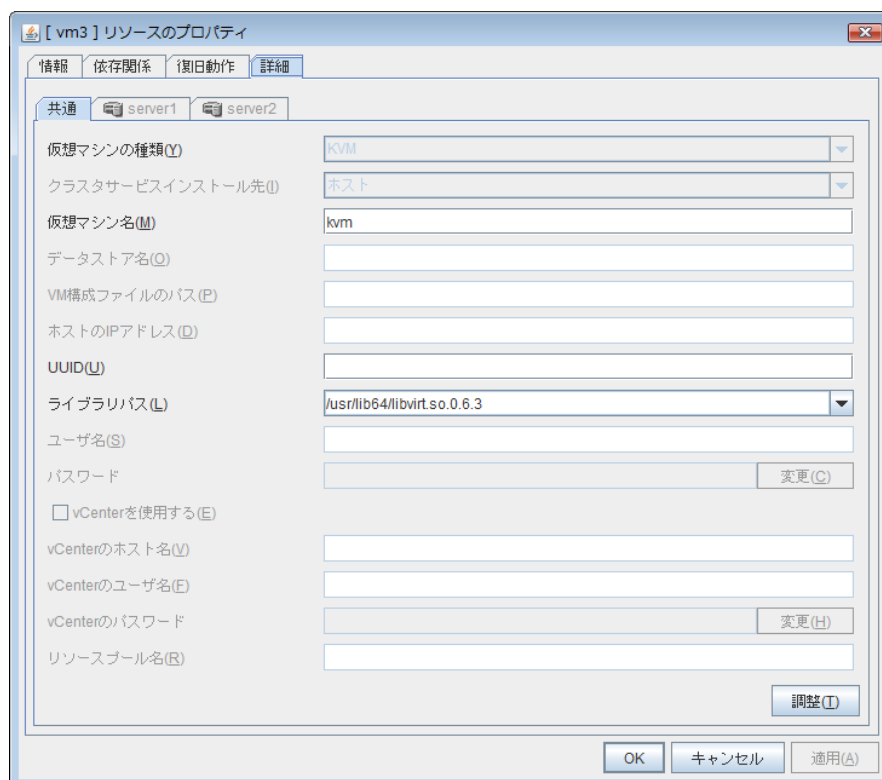 [ vm3 ] リソースのプロパティ
情報 依存関係 復旧動作 詳細
共通 server1 server2
仮想マシンの種類(Y) KVM
クラスタサービスインストール先(I) ホスト
仮想マシン名(M) kvm
データストア名(O)
VM構成ファイルのパス(P)
ホストのIPアドレス(D)
UUID(U)
ライブラリパス(L) /usr/lib64/libvirt.so.0.6.3
ユーザ名(S)
パスワード 変更(C)
vCenterを使用する(E)
vCenterのホスト名(V)
vCenterのユーザ名(F)
vCenterのパスワード 変更(H)
リソースプール名(R)
調整(T)
OK キャンセル 適用(A)